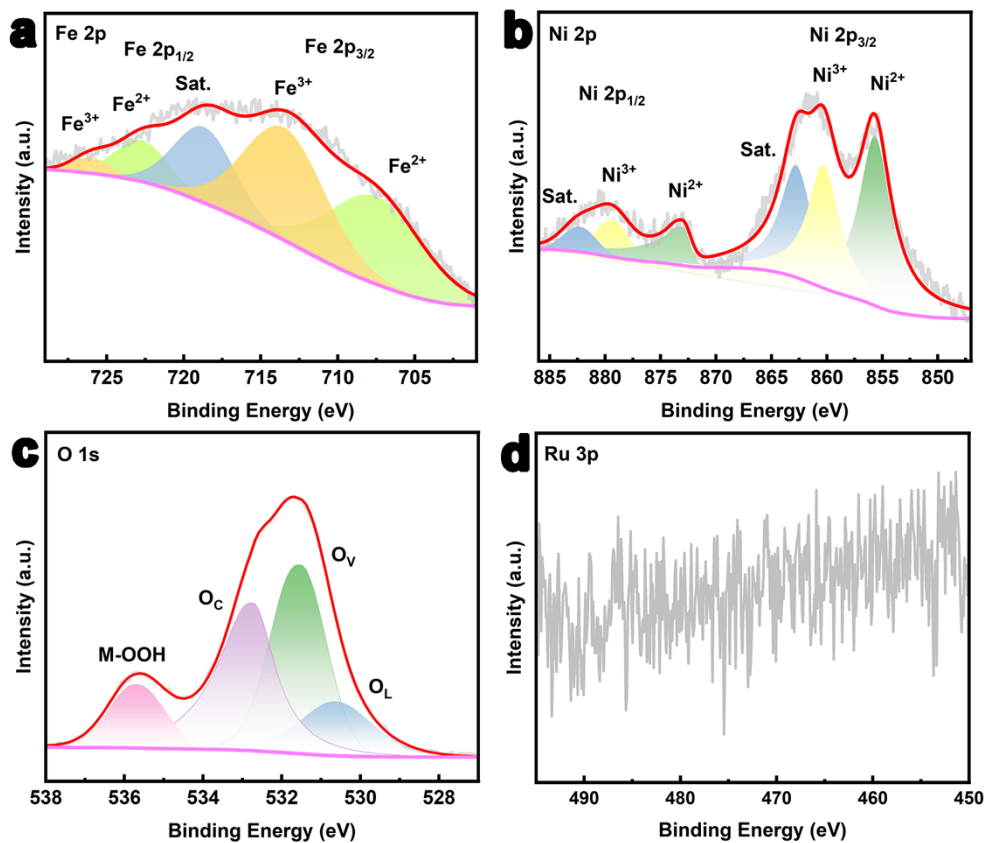 a
Fe 2p
Fe 2p1/2
Fe 2p3/2
Sat.
Fe3+
Fe2+
Fe3+
Fe2+
Intensity (a.u.)
725 720 715 710 705
Binding Energy (eV)
b
Ni 2p
Ni 2p3/2
Ni3+
Ni2+
Ni 2p1/2
Sat.
Ni3+
Ni2+
Sat.
Intensity (a.u.)
885 880 875 870 865 860 855 850
Binding Energy (eV)
c
O 1s
OV
OC
M-OOH
OL
Intensity (a.u.)
538 536 534 532 530 528
Binding Energy (eV)
d
Ru 3p
Intensity (a.u.)
490 480 470 460 450
Binding Energy (eV)